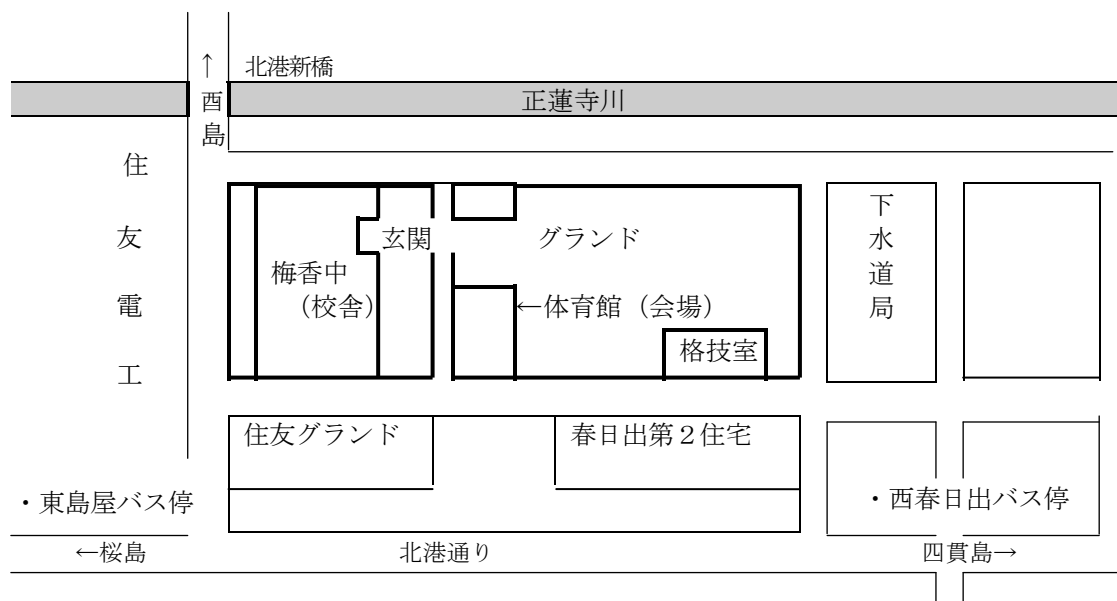 ↑ 北港新橋
酉島
正蓮寺川
住友電工
玄関
グランド
下水道局
梅香中
(校舎)
←体育館(会場)
格技室
住友グランド
春日出第2住宅
・東島屋バス停
・西春日出バス停
←桜島
北港通り
四貫島→